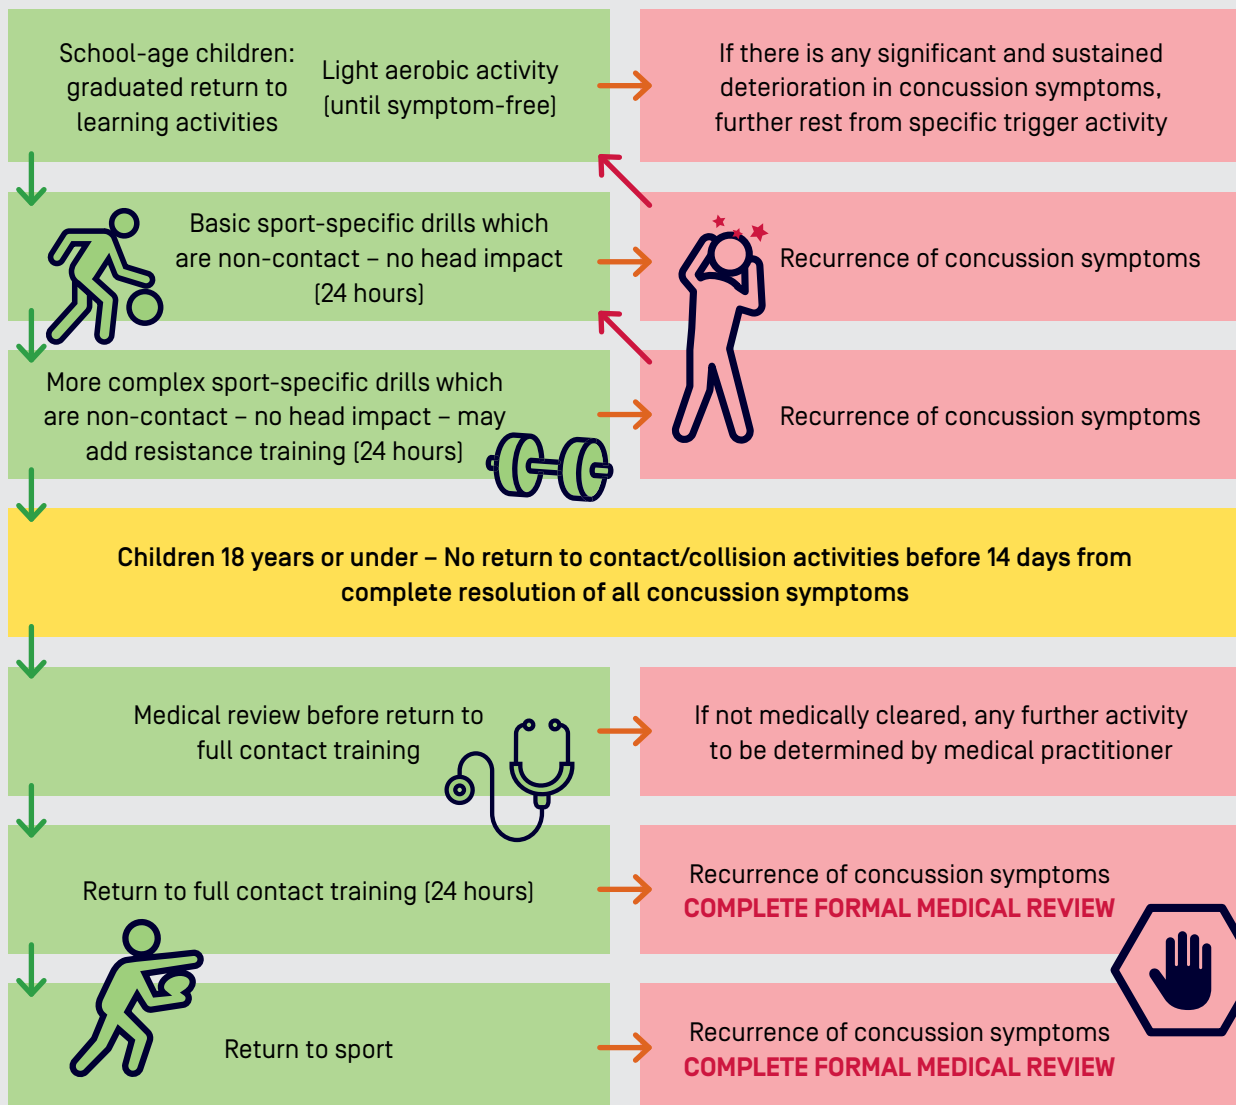 School-age children:
graduated return to
learning activities
Light aerobic activity
(until symptom-free)
If there is any significant and sustained
deterioration in concussion symptoms,
further rest from specific trigger activity
Basic sport-specific drills which
are non-contact – no head impact
(24 hours)
Recurrence of concussion symptoms
More complex sport-specific drills which
are non-contact – no head impact – may
add resistance training (24 hours)
Recurrence of concussion symptoms
Children 18 years or under – No return to contact/collision activities before 14 days from
complete resolution of all concussion symptoms
Medical review before return to
full contact training
If not medically cleared, any further activity
to be determined by medical practitioner
Return to full contact training (24 hours)
Recurrence of concussion symptoms
COMPLETE FORMAL MEDICAL REVIEW
Return to sport
Recurrence of concussion symptoms
COMPLETE FORMAL MEDICAL REVIEW